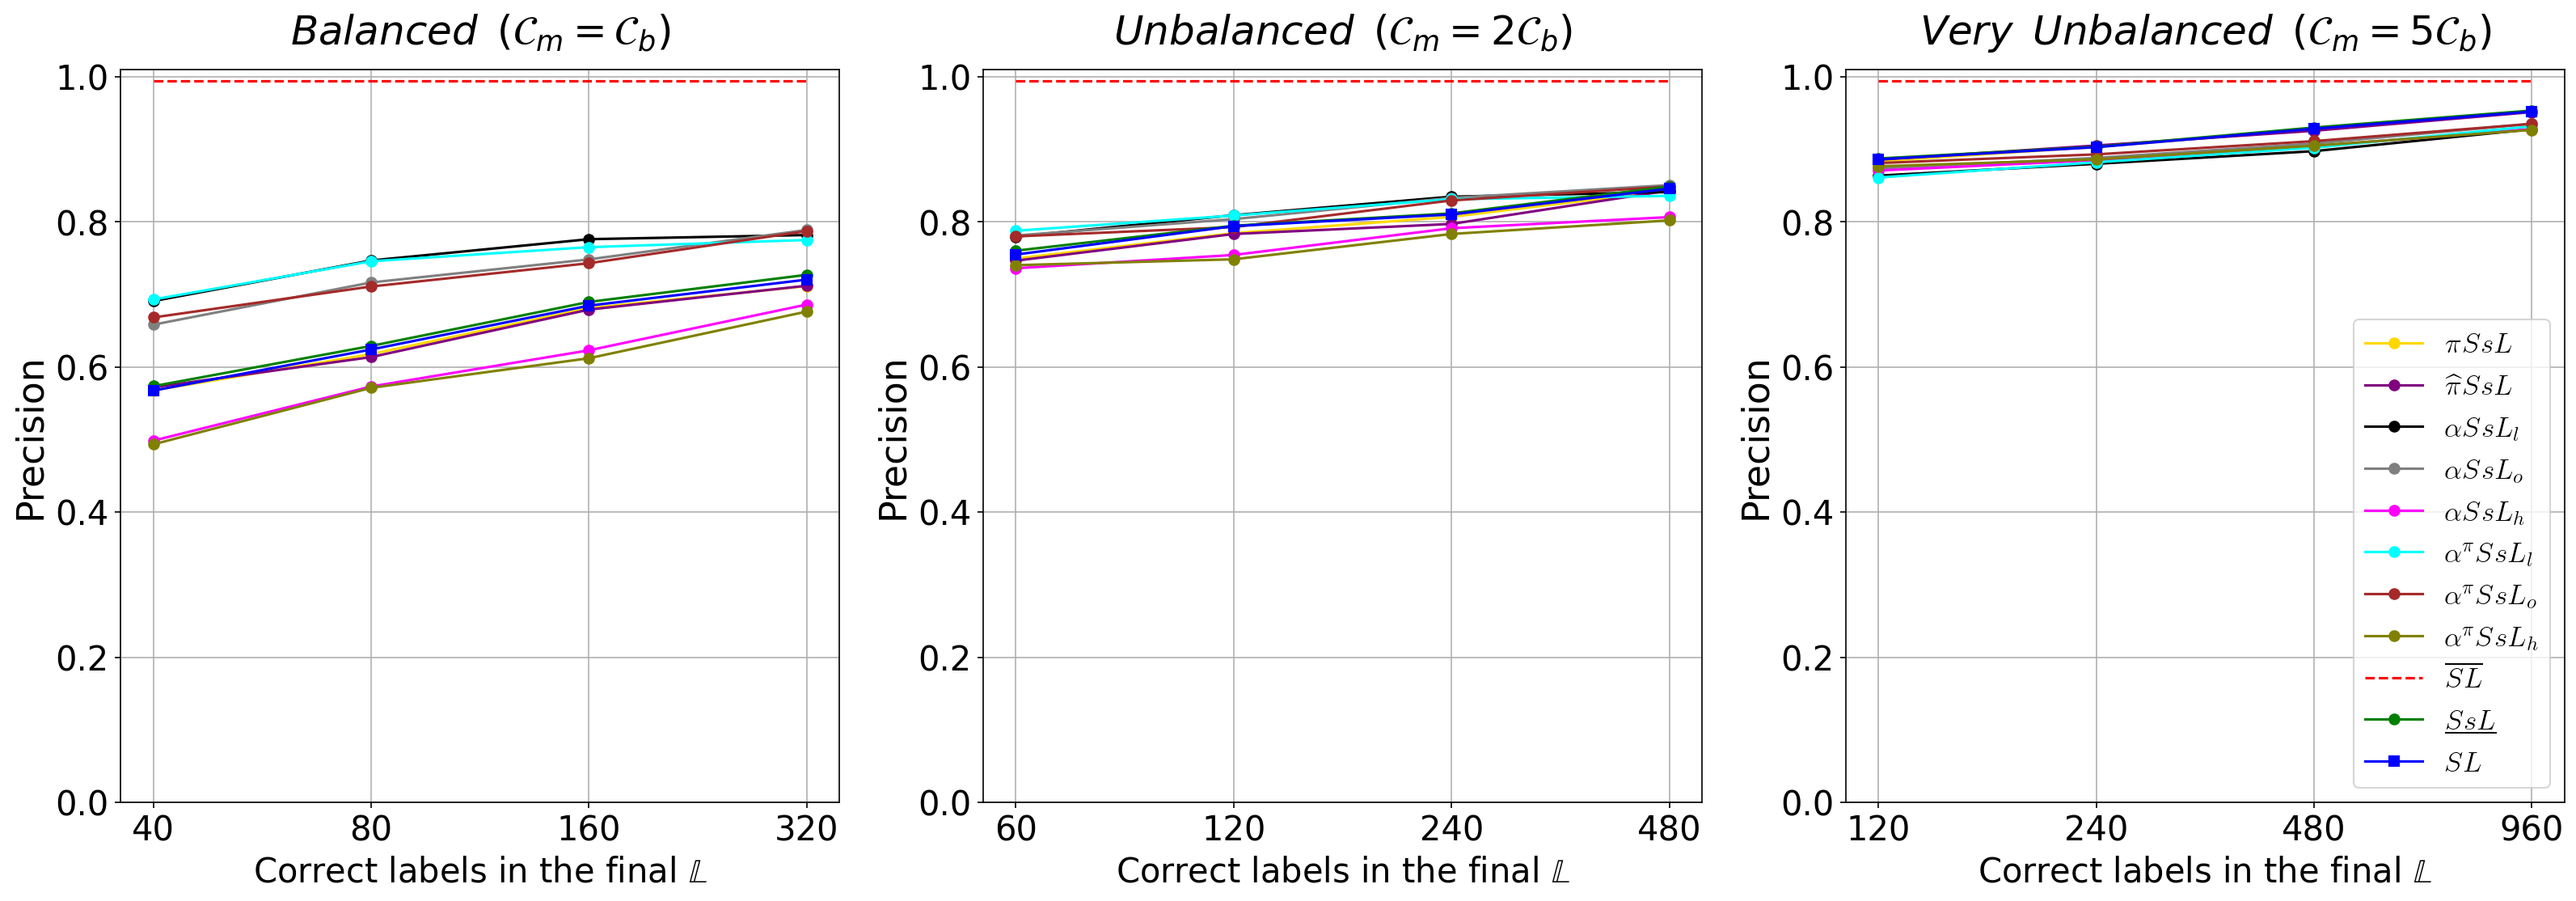 Balanced (𝒞m = 𝒞b)
Precision
1.0
0.8
0.6
0.4
0.2
0.0
40 80 160 320
Correct labels in the final 𝕃
Unbalanced (𝒞m = 2𝒞b)
Precision
1.0
0.8
0.6
0.4
0.2
0.0
60 120 240 480
Correct labels in the final 𝕃
Very Unbalanced (𝒞m = 5𝒞b)
Precision
1.0
0.8
0.6
0.4
0.2
0.0
120 240 480 960
Correct labels in the final 𝕃
πSsL
π̂SsL
αSsLl
αSsLo
αSsLh
απSsLl
απSsLo
απSsLh
S̅L̅
S̲s̲L̲
SL